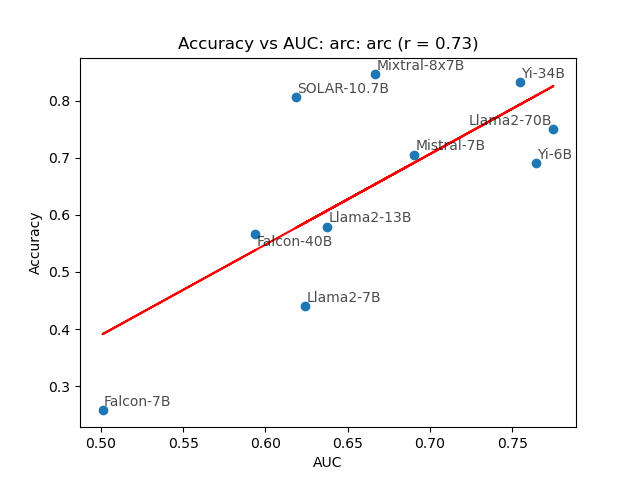 Accuracy vs AUC: arc: arc (r = 0.73)
Mixtral-8x7B
Yi-34B
SOLAR-10.7B
Llama2-70B
Mistral-7B
Yi-6B
Llama2-13B
Falcon-40B
Llama2-7B
Falcon-7B
Accuracy
0.8
0.7
0.6
0.5
0.4
0.3
0.50 0.55 0.60 0.65 0.70 0.75
AUC